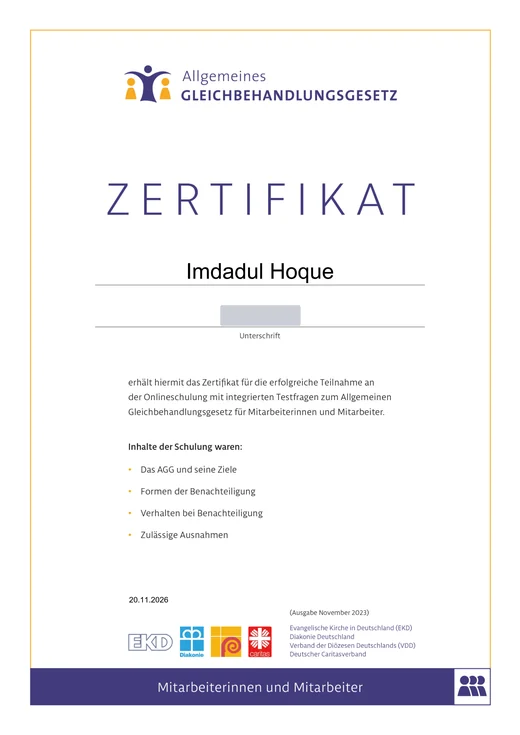 Allgemeines
GLEICHBEHANDLUNGSGESETZ
ZERTIFIKAT
Imdadul Hoque
Unterschrift
erhält hiermit das Zertifikat für die erfolgreiche Teilnahme an
der Onlineschulung mit integrierten Testfragen zum Allgemeinen
Gleichbehandlungsgesetz für Mitarbeiterinnen und Mitarbeiter.
Inhalte der Schulung waren:
• Das AGG und seine Ziele
• Formen der Benachteiligung
• Verhalten bei Benachteiligung
• Zulässige Ausnahmen
20.11.2026
(Ausgabe November 2023)
EKD
Diakonie
caritas
Evangelische Kirche in Deutschland (EKD)
Diakonie Deutschland
Verband der Diözesen Deutschlands (VDD)
Deutscher Caritasverband
Mitarbeiterinnen und Mitarbeiter